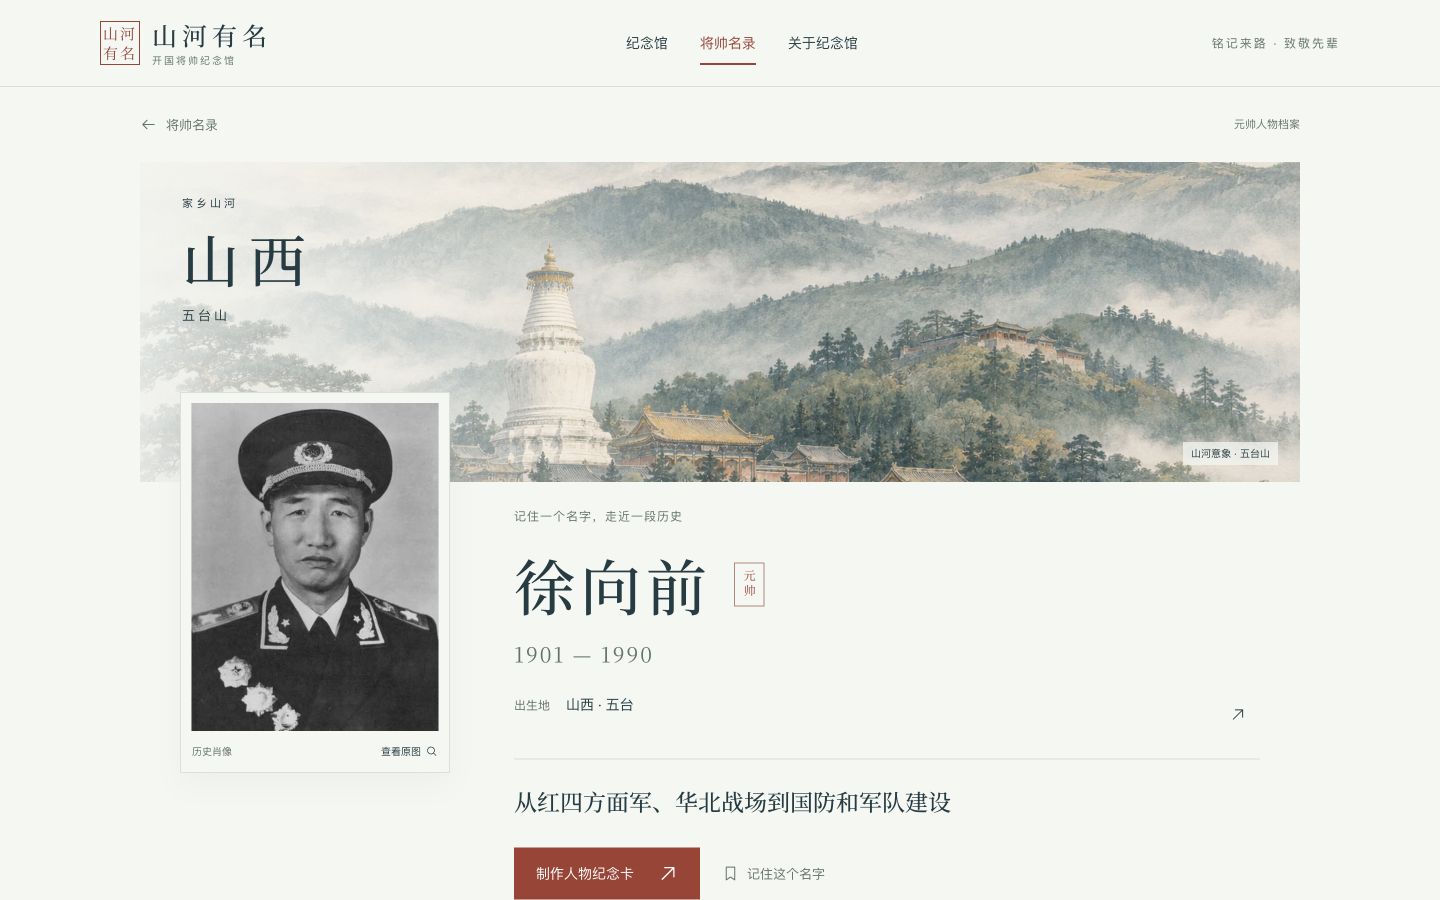 山河有名
山河有名
开国将帅纪念馆
纪念馆
将帅名录
关于纪念馆
铭记来路 · 致敬先辈
将帅名录
元帅人物档案
家乡山河
山西
五台山
山河意象 · 五台山
历史肖像
查看原图
记住一个名字，走近一段历史
徐向前
元帅
1901 — 1990
出生地 山西 · 五台
从红四方面军、华北战场到国防和军队建设
制作人物纪念卡
记住这个名字